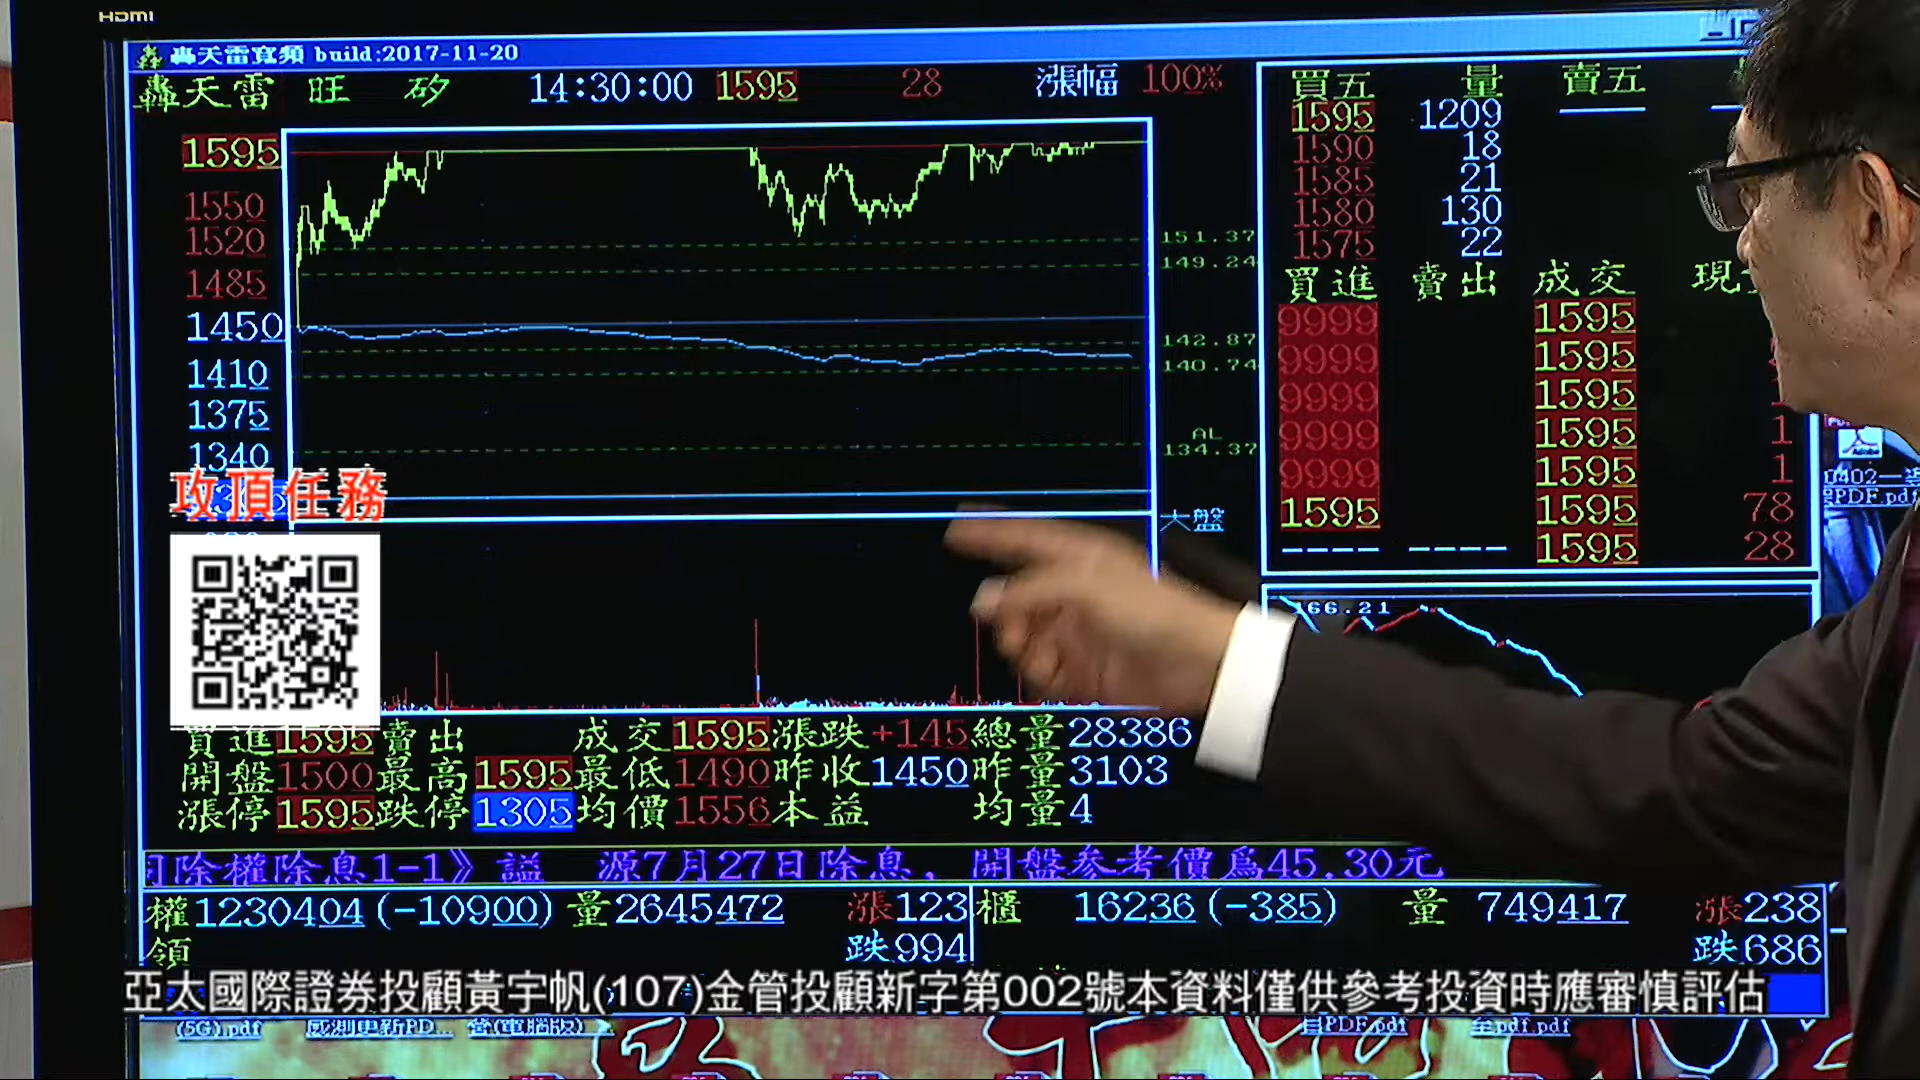 HDMI
轟天雷寬頻 build:2017-11-20
轟天雷 旺 矽 14:30:00 1595 28 漲幅 100%
1595
1550
1520
1485
1450
1410
1375
1340
151.37
149.24
142.87
140.74
AL
134.37
大盤
買五 量 賣五
1595 1209
1590 18
1585 21
1580 130
1575 22
買進 賣出 成交 現
9999 1595
9999 1595
9999 1595
9999 1595 1
9999 1595 1
1595 1595 78
1595 28
166.21
攻頂任務
買進1595賣出 成交1595漲跌+145總量28386
開盤1500最高1595最低1490昨收1450昨量3103
漲停1595跌停1305均價1556本益 均量4
除權除息1-1》謚 源7月27日除息, 開盤參考價爲45.30元
權1230404(-10900)量2645472 漲123
領 跌994
櫃 16236(-385) 量 749417 漲238
跌686
亞太國際證券投顧黃宇帆(107)金管投顧新字第002號本資料僅供參考投資時應審慎評估
(5G).pdf